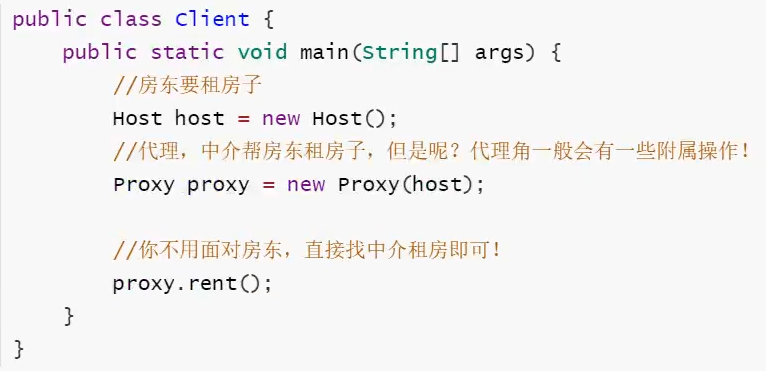 public class Client {
    public static void main(String[] args) {
        //房东要租房子
        Host host = new Host();
        //代理，中介帮房东租房子，但是呢？代理角一般会有一些附属操作！
        Proxy proxy = new Proxy(host);

        //你不用面对房东，直接找中介租房即可！
        proxy.rent();
    }
}